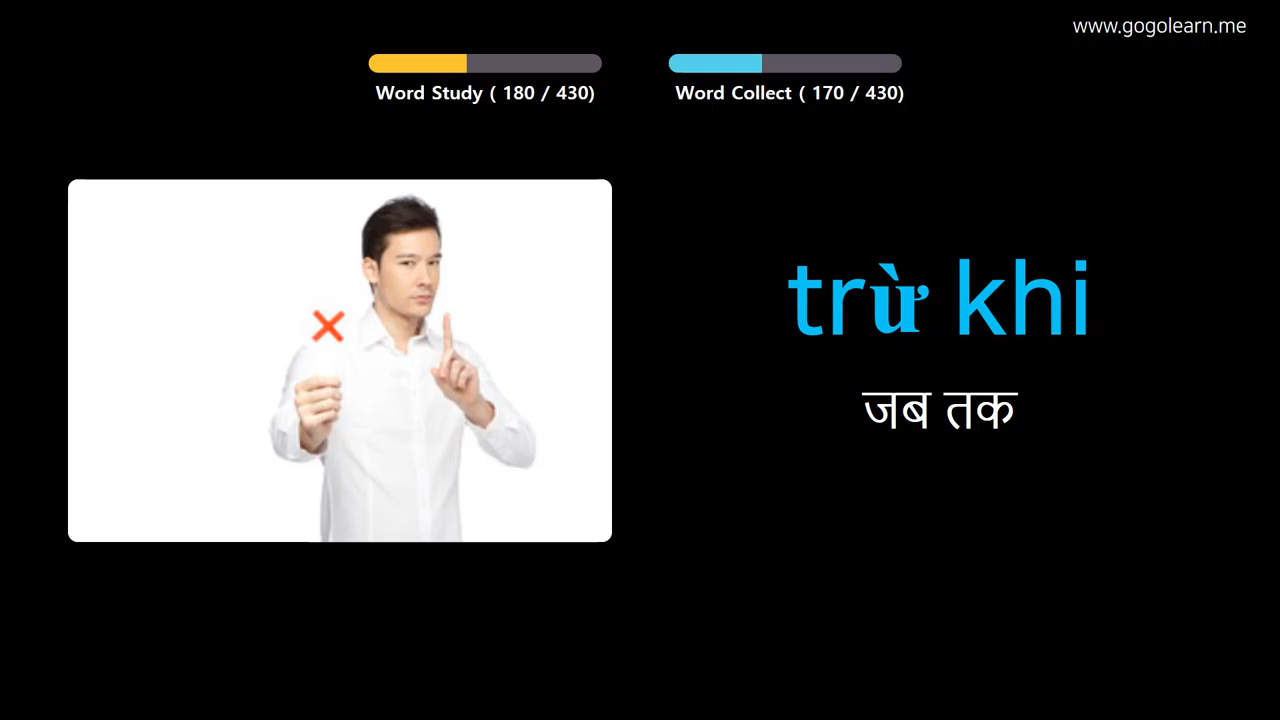 www.gogolearn.me
Word Study ( 180 / 430)
Word Collect ( 170 / 430)
trừ khi
जब तक